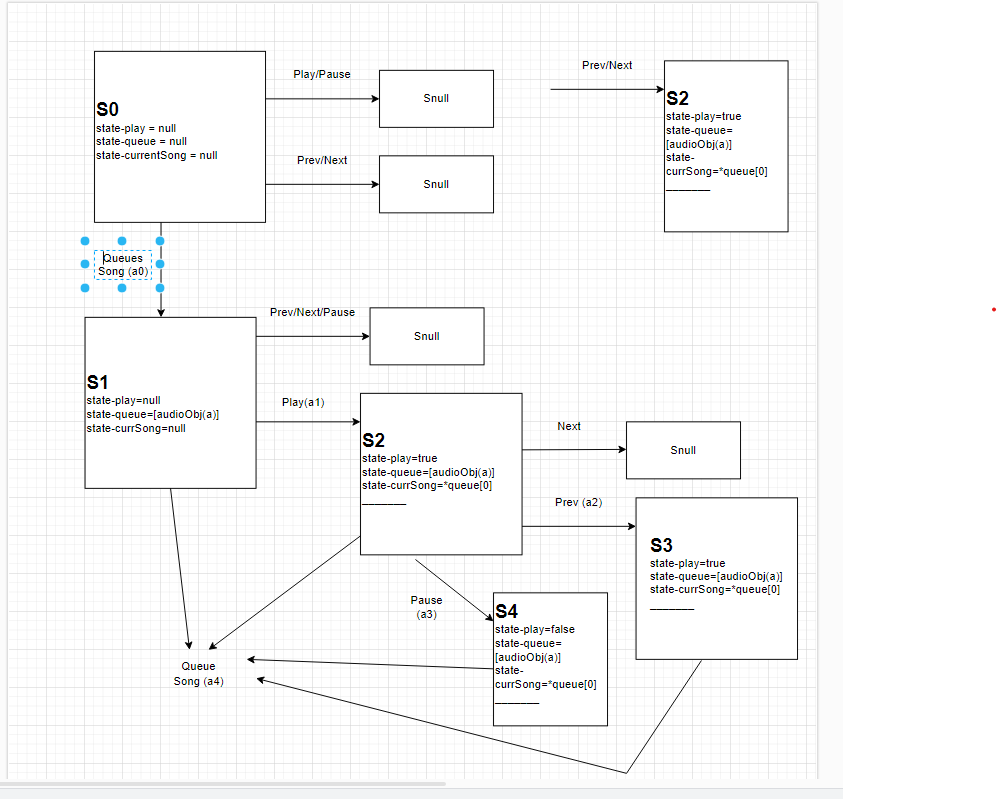 S0
state-play = null
state-queue = null
state-currentSong = null
Play/Pause
Snull
Prev/Next
Snull
Prev/Next
S2
state-play=true
state-queue=
[audioObj(a)]
state-
currSong=*queue[0]
_______
Queues
Song (a0)
S1
state-play=null
state-queue=[audioObj(a)]
state-currSong=null
Prev/Next/Pause
Snull
Play(a1)
S2
state-play=true
state-queue=[audioObj(a)]
state-currSong=*queue[0]
_______
Next
Snull
Prev (a2)
S3
state-play=true
state-queue=[audioObj(a)]
state-currSong=*queue[0]
_______
Pause
(a3)
S4
state-play=false
state-queue=
[audioObj(a)]
state-
currSong=*queue[0]
_______
Queue
Song (a4)